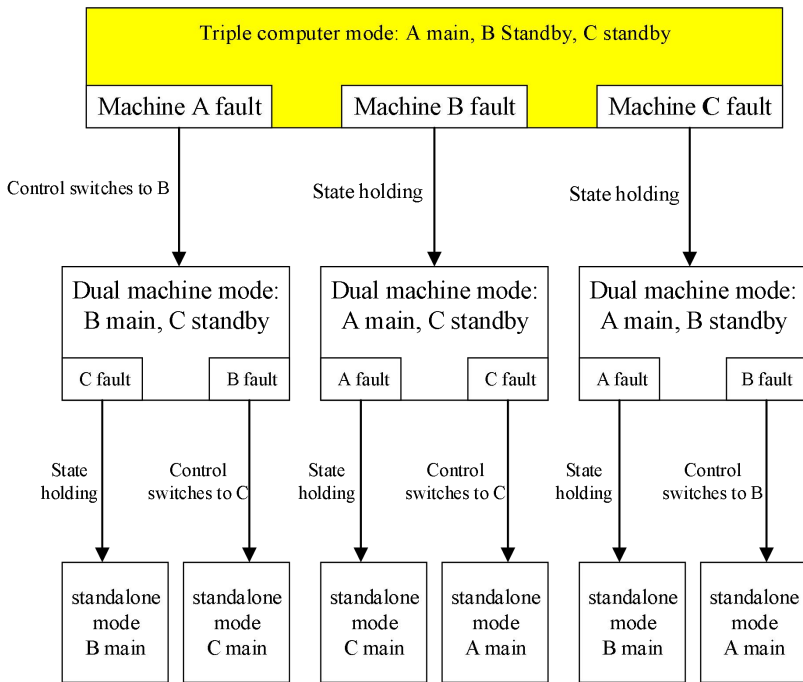 Triple computer mode: A main, B Standby, C standby
Machine A fault
Machine B fault
Machine C fault
Control switches to B
State holding
State holding
Dual machine mode:
B main, C standby
Dual machine mode:
A main, C standby
Dual machine mode:
A main, B standby
C fault
B fault
A fault
C fault
A fault
B fault
State
holding
Control
switches to C
State
holding
Control
switches to C
State
holding
Control
switches to B
standalone
mode
B main
standalone
mode
C main
standalone
mode
C main
standalone
mode
A main
standalone
mode
B main
standalone
mode
A main